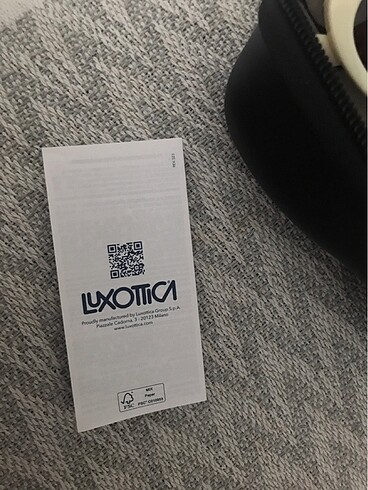 LUXOTTICA
Proudly manufactured by Luxottica Group S.p.A.
Piazzale Cadorna, 3 - 20123 Milano
www.luxottica.com
FSC
MIX
Paper